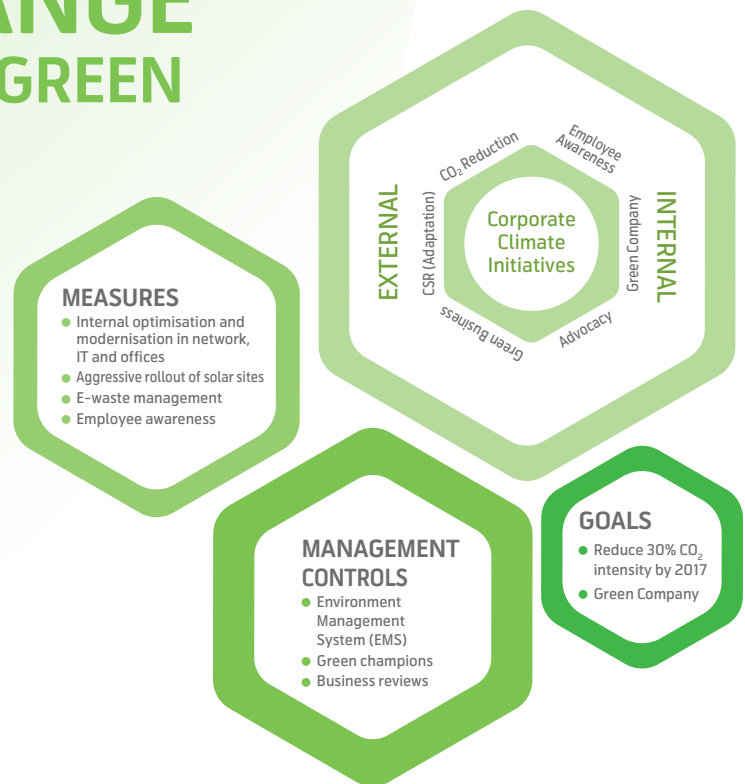 GREEN
CO₂ Reduction
Employee
Awareness
EXTERNAL
CSR (Adaptation)
Corporate
Climate
Initiatives
Green Company
INTERNAL
Green Business
Advocacy
MEASURES
Internal optimisation and
modernisation in network,
IT and offices
Aggressive rollout of solar sites
E-waste management
Employee awareness
MANAGEMENT
CONTROLS
Environment
Management
System (EMS)
Green champions
Business reviews
GOALS
Reduce 30% CO₂
intensity by 2017
Green Company